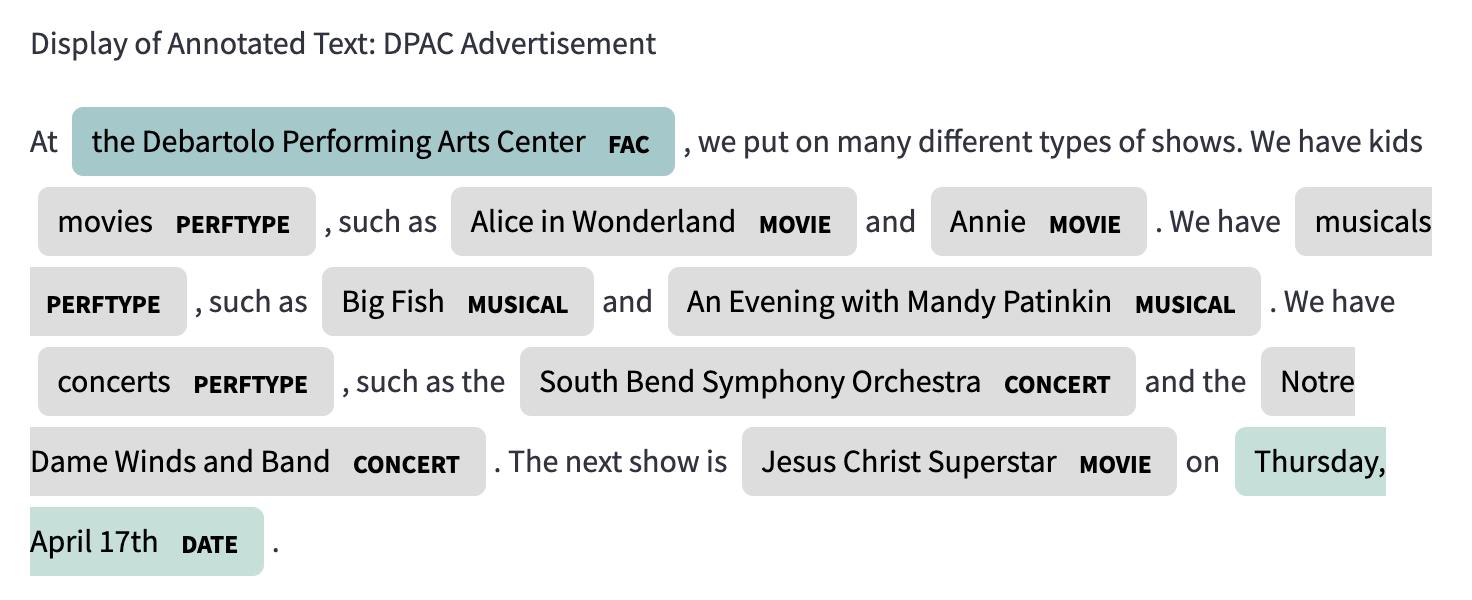 Display of Annotated Text: DPAC Advertisement
At the Debartolo Performing Arts Center FAC , we put on many different types of shows. We have kids
movies PERFTYPE , such as Alice in Wonderland MOVIE and Annie MOVIE . We have musicals
PERFTYPE , such as Big Fish MUSICAL and An Evening with Mandy Patinkin MUSICAL . We have
concerts PERFTYPE , such as the South Bend Symphony Orchestra CONCERT and the Notre
Dame Winds and Band CONCERT . The next show is Jesus Christ Superstar MOVIE on Thursday,
April 17th DATE .